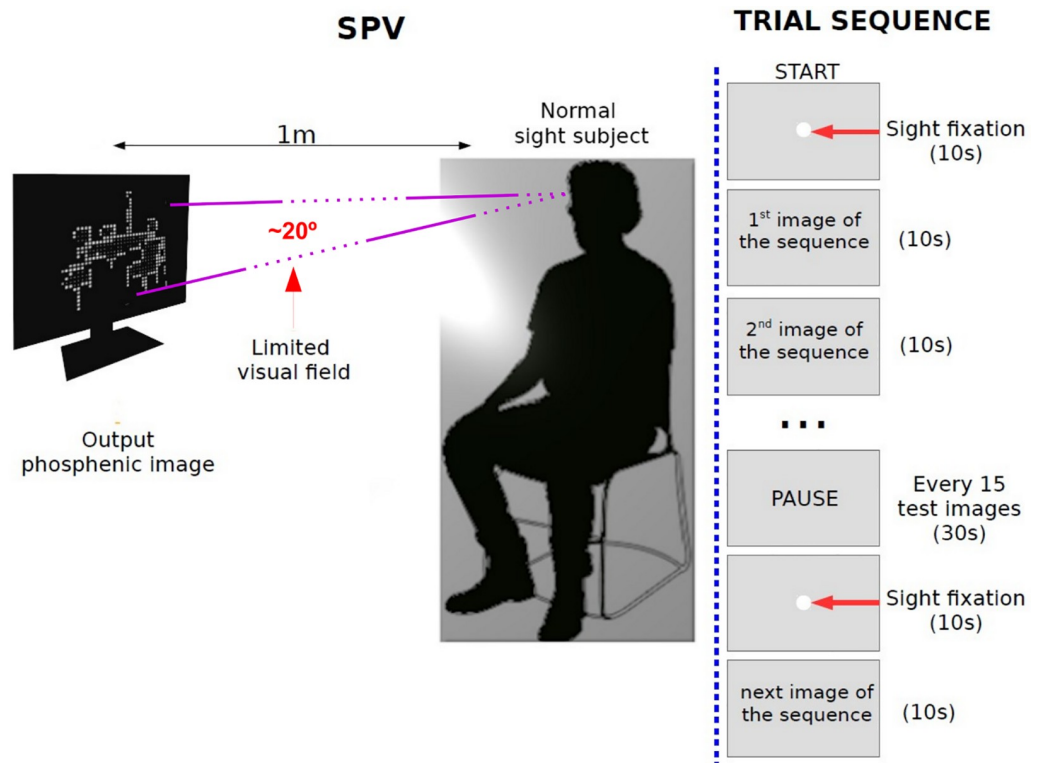 SPV
1m
Normal
sight subject
~20º
Limited
visual field
Output
phosphenic image
TRIAL SEQUENCE
START
Sight fixation
(10s)
1st image of
the sequence
(10s)
2nd image of
the sequence
(10s)
...
PAUSE
Every 15
test images
(30s)
Sight fixation
(10s)
next image of
the sequence
(10s)